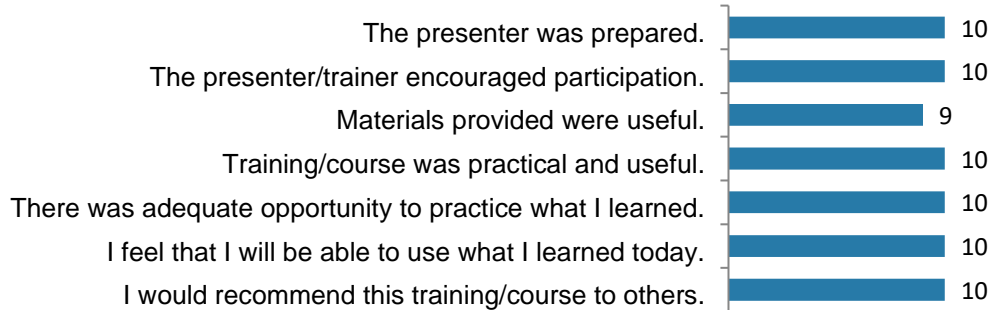 The presenter was prepared. 10
The presenter/trainer encouraged participation. 10
Materials provided were useful. 9
Training/course was practical and useful. 10
There was adequate opportunity to practice what I learned. 10
I feel that I will be able to use what I learned today. 10
I would recommend this training/course to others. 10